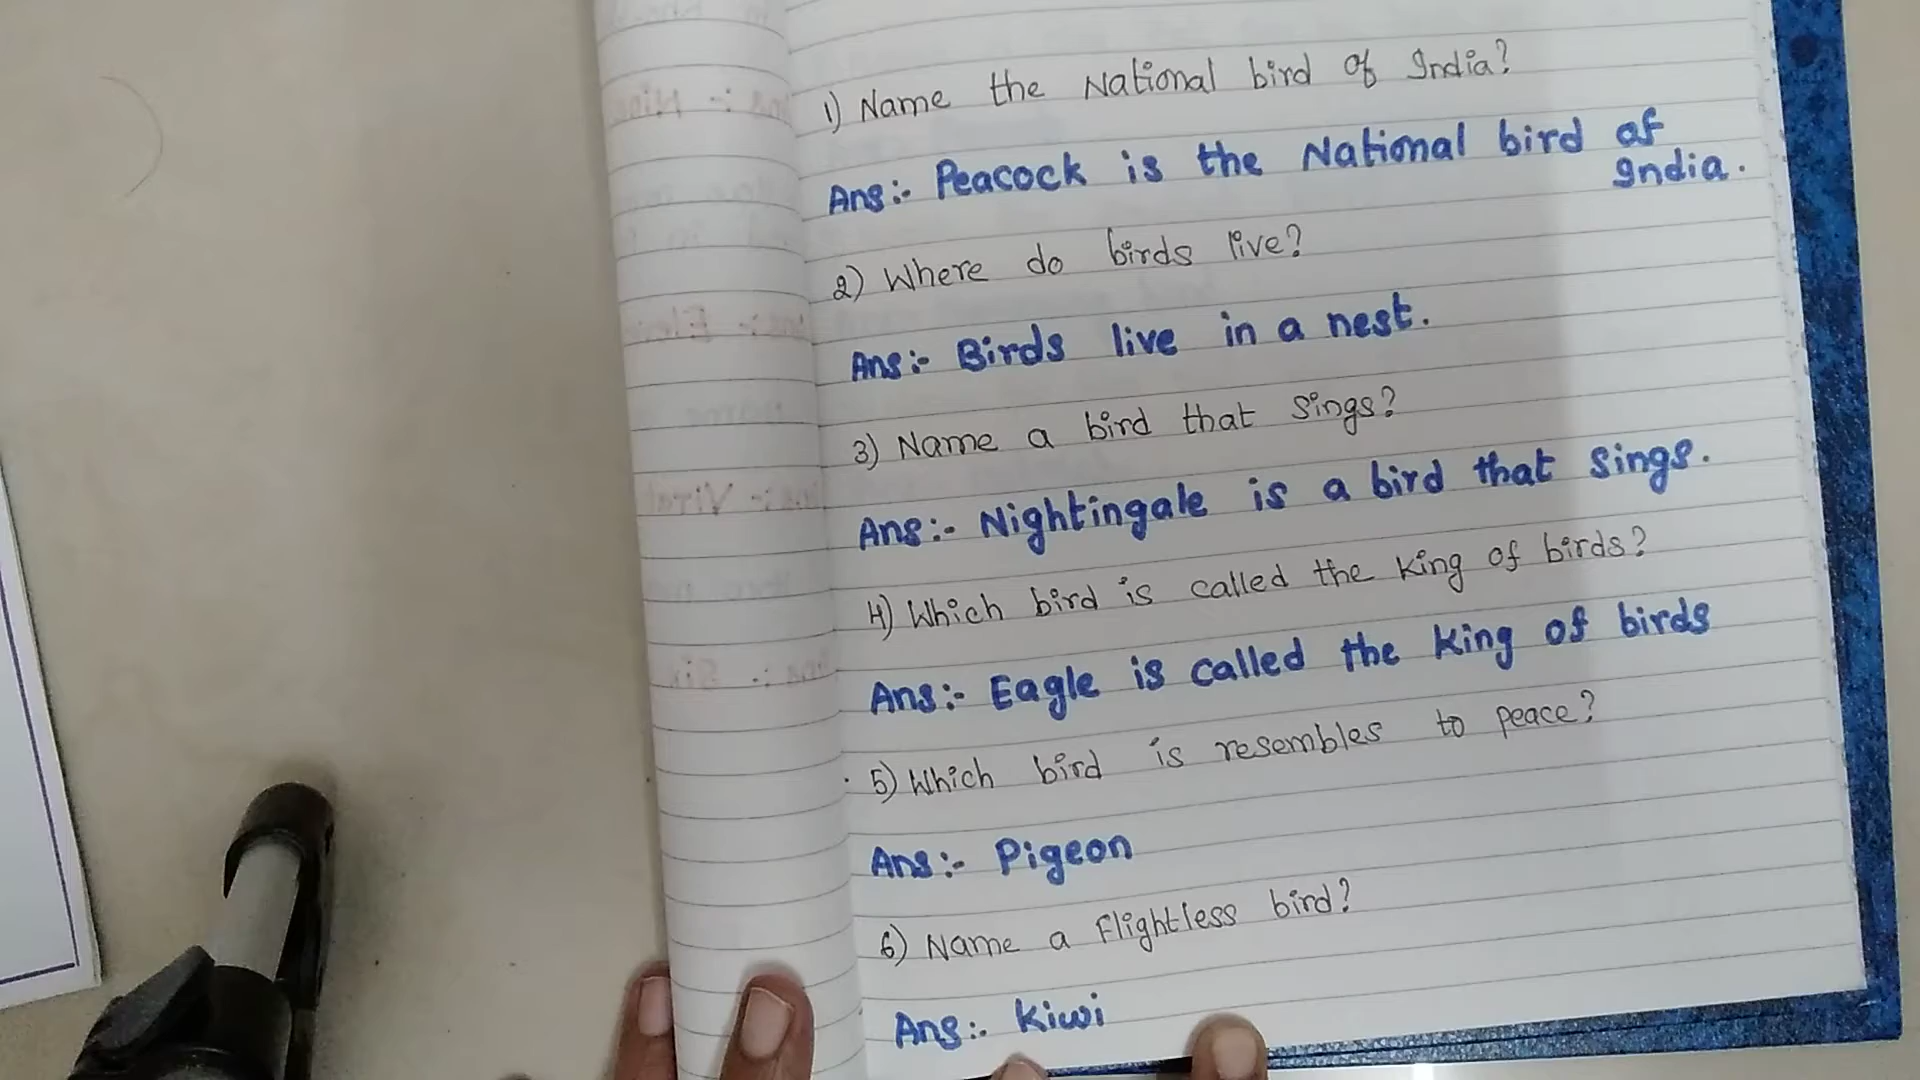 1) Name the National bird of India?
Ans:- Peacock is the National bird of
India.
2) Where do birds live?
Ans:- Birds live in a nest.
3) Name a bird that sings?
Ans:- Nightingale is a bird that sings.
4) Which bird is called the king of birds?
Ans:- Eagle is called the king of birds
5) Which bird is resembles to peace?
Ans:- Pigeon
6) Name a flightless bird?
Ans:- Kiwi